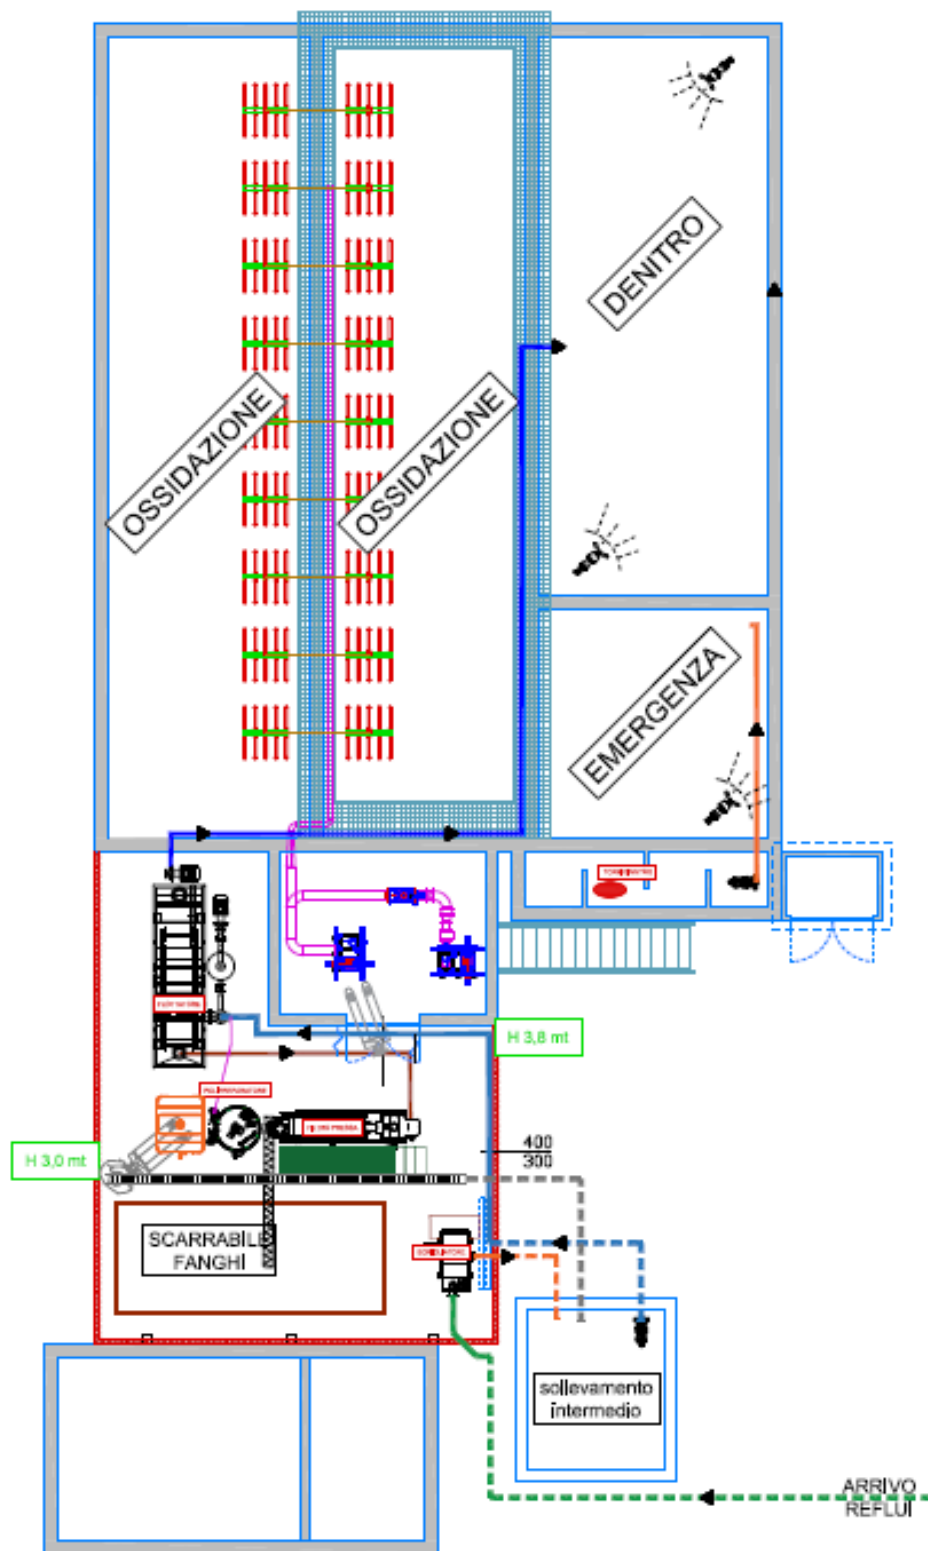 DENITRO
OSSIDAZIONE
OSSIDAZIONE
EMERGENZA
H 3,8 mt
H 3,0 mt
400
300
SCARRABILE
FANGHI
sollevamento
intermedio
ARRIVO
REFLUI